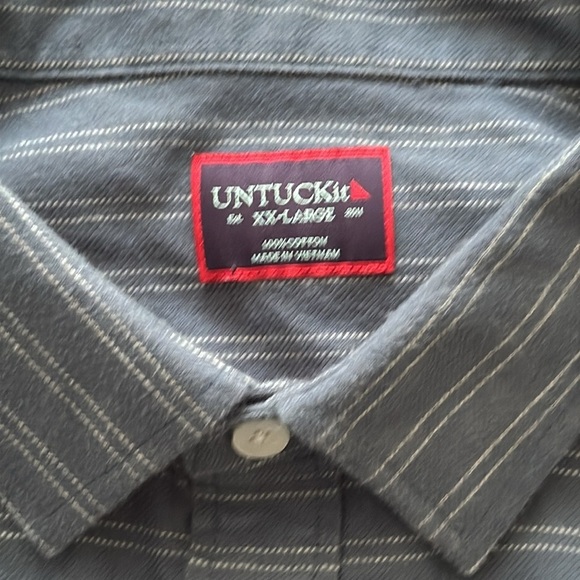 UNTUCKit
XX-LARGE
100% COTTON
MADE IN VIETNAM